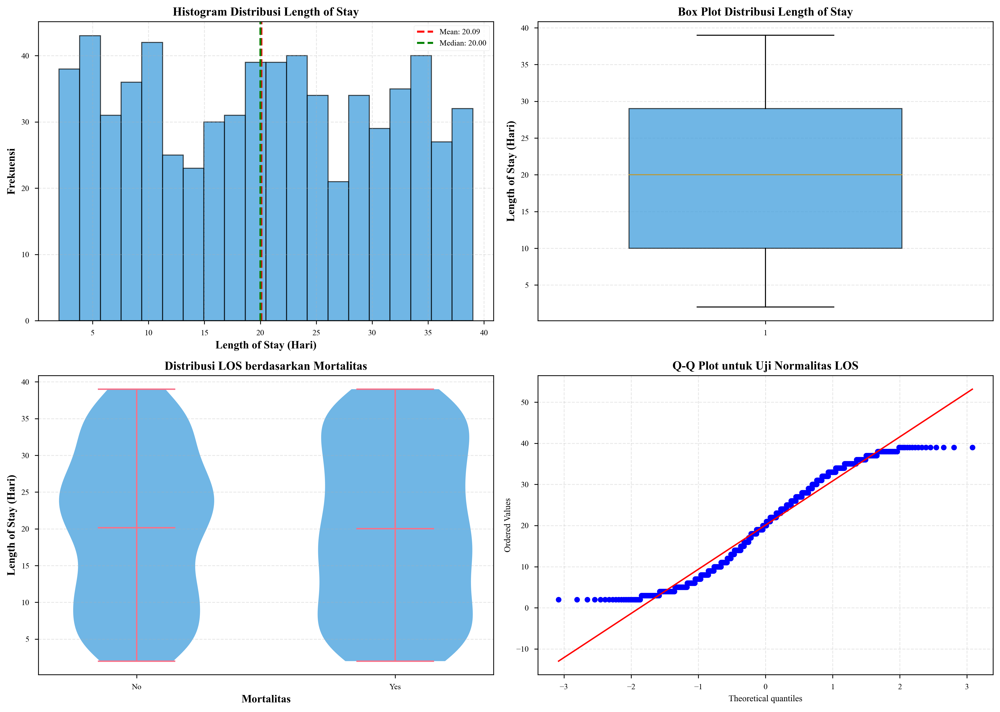 Histogram Distribusi Length of Stay
Mean: 20.09
Median: 20.00
Frekuensi
40
30
20
10
0
5 10 15 20 25 30 35 40
Length of Stay (Hari)
Box Plot Distribusi Length of Stay
Length of Stay (Hari)
40
35
30
25
20
15
10
5
1
Distribusi LOS berdasarkan Mortalitas
Length of Stay (Hari)
40
35
30
25
20
15
10
5
No Yes
Mortalitas
Q-Q Plot untuk Uji Normalitas LOS
Ordered Values
50
40
30
20
10
0
−10
−3 −2 −1 0 1 2 3
Theoretical quantiles